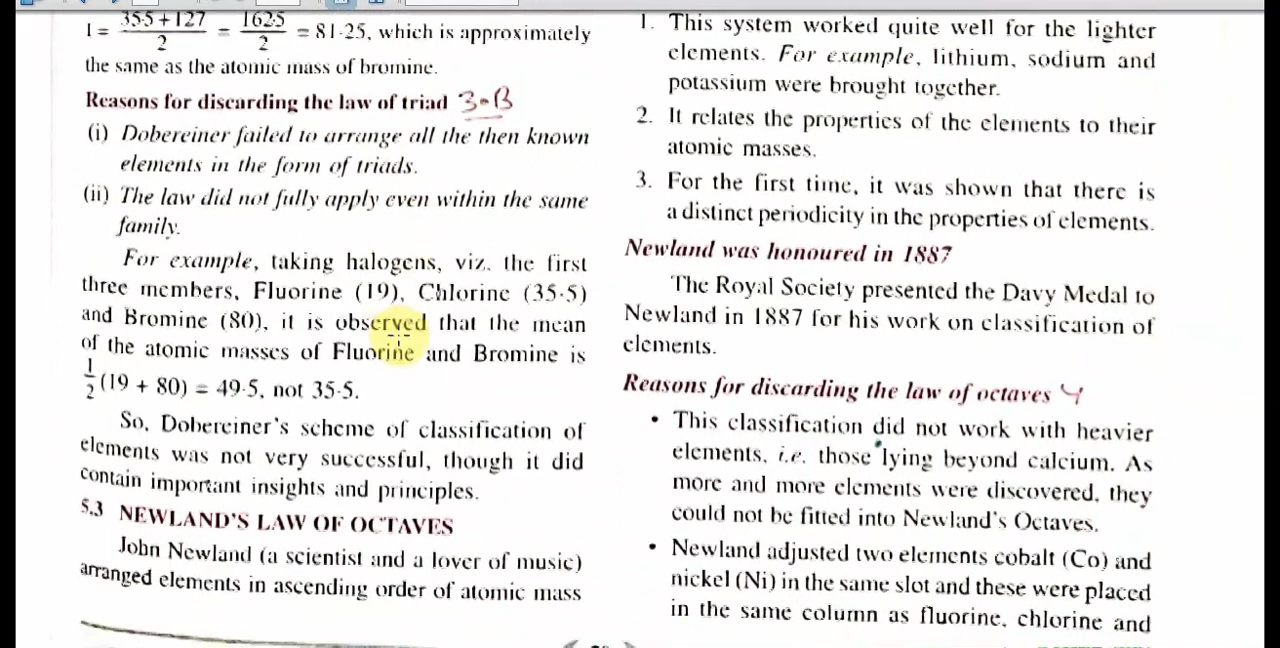 1 = 35·5 + 127 / 2 = 162·5 / 2 = 81·25, which is approximately
the same as the atomic mass of bromine.
Reasons for discarding the law of triad
(i) Dobereiner failed to arrange all the then known
elements in the form of triads.
(ii) The law did not fully apply even within the same
family.
For example, taking halogens, viz. the first
three members, Fluorine (19), Chlorine (35·5)
and Bromine (80), it is observed that the mean
of the atomic masses of Fluorine and Bromine is
1/2 (19 + 80) = 49·5, not 35·5.
So, Dobereiner's scheme of classification of
elements was not very successful, though it did
contain important insights and principles.
5.3 NEWLAND'S LAW OF OCTAVES
John Newland (a scientist and a lover of music)
arranged elements in ascending order of atomic mass
1. This system worked quite well for the lighter
elements. For example, lithium, sodium and
potassium were brought together.
2. It relates the properties of the elements to their
atomic masses.
3. For the first time, it was shown that there is
a distinct periodicity in the properties of elements.
Newland was honoured in 1887
The Royal Society presented the Davy Medal to
Newland in 1887 for his work on classification of
elements.
Reasons for discarding the law of octaves
• This classification did not work with heavier
elements, i.e. those lying beyond calcium. As
more and more elements were discovered, they
could not be fitted into Newland's Octaves.
• Newland adjusted two elements cobalt (Co) and
nickel (Ni) in the same slot and these were placed
in the same column as fluorine, chlorine and